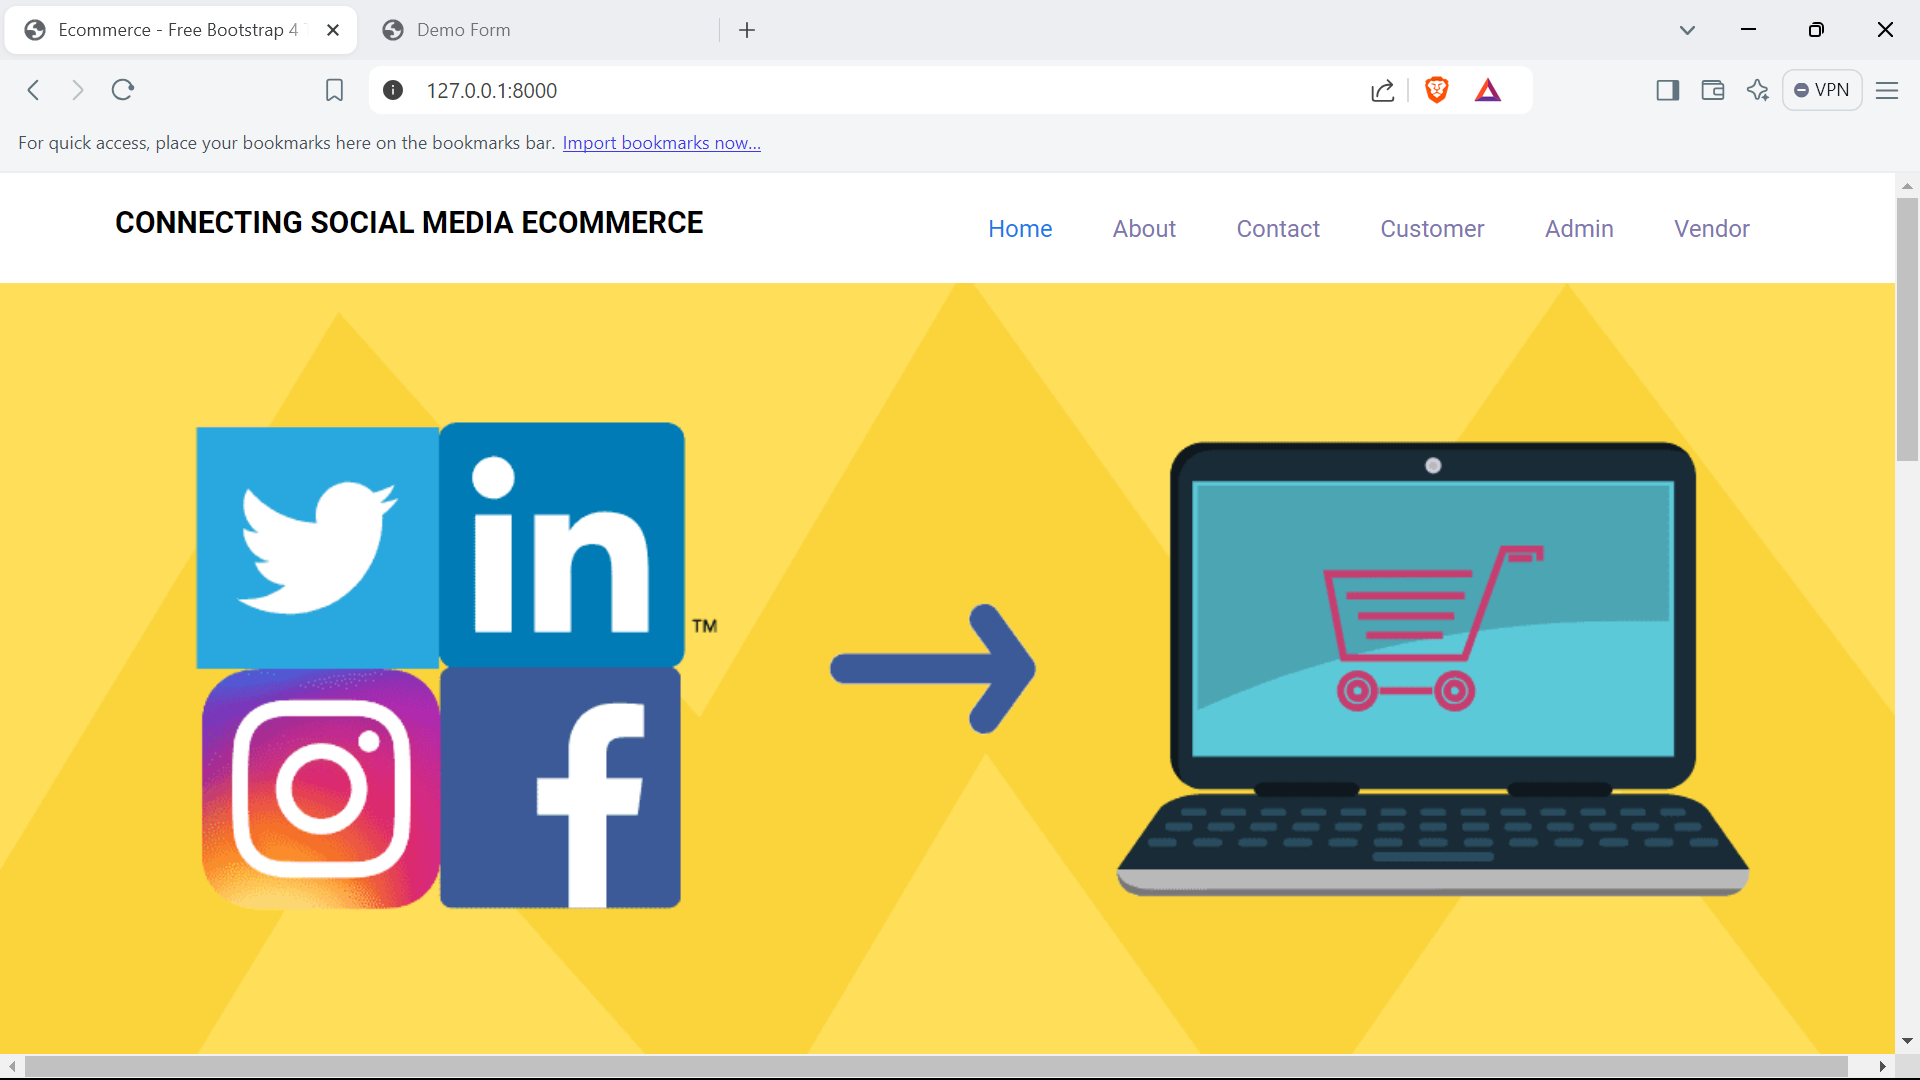 Ecommerce - Free Bootstrap 4
Demo Form
127.0.0.1:8000
VPN
For quick access, place your bookmarks here on the bookmarks bar. Import bookmarks now...
CONNECTING SOCIAL MEDIA ECOMMERCE
Home About Contact Customer Admin Vendor
in
TM
f